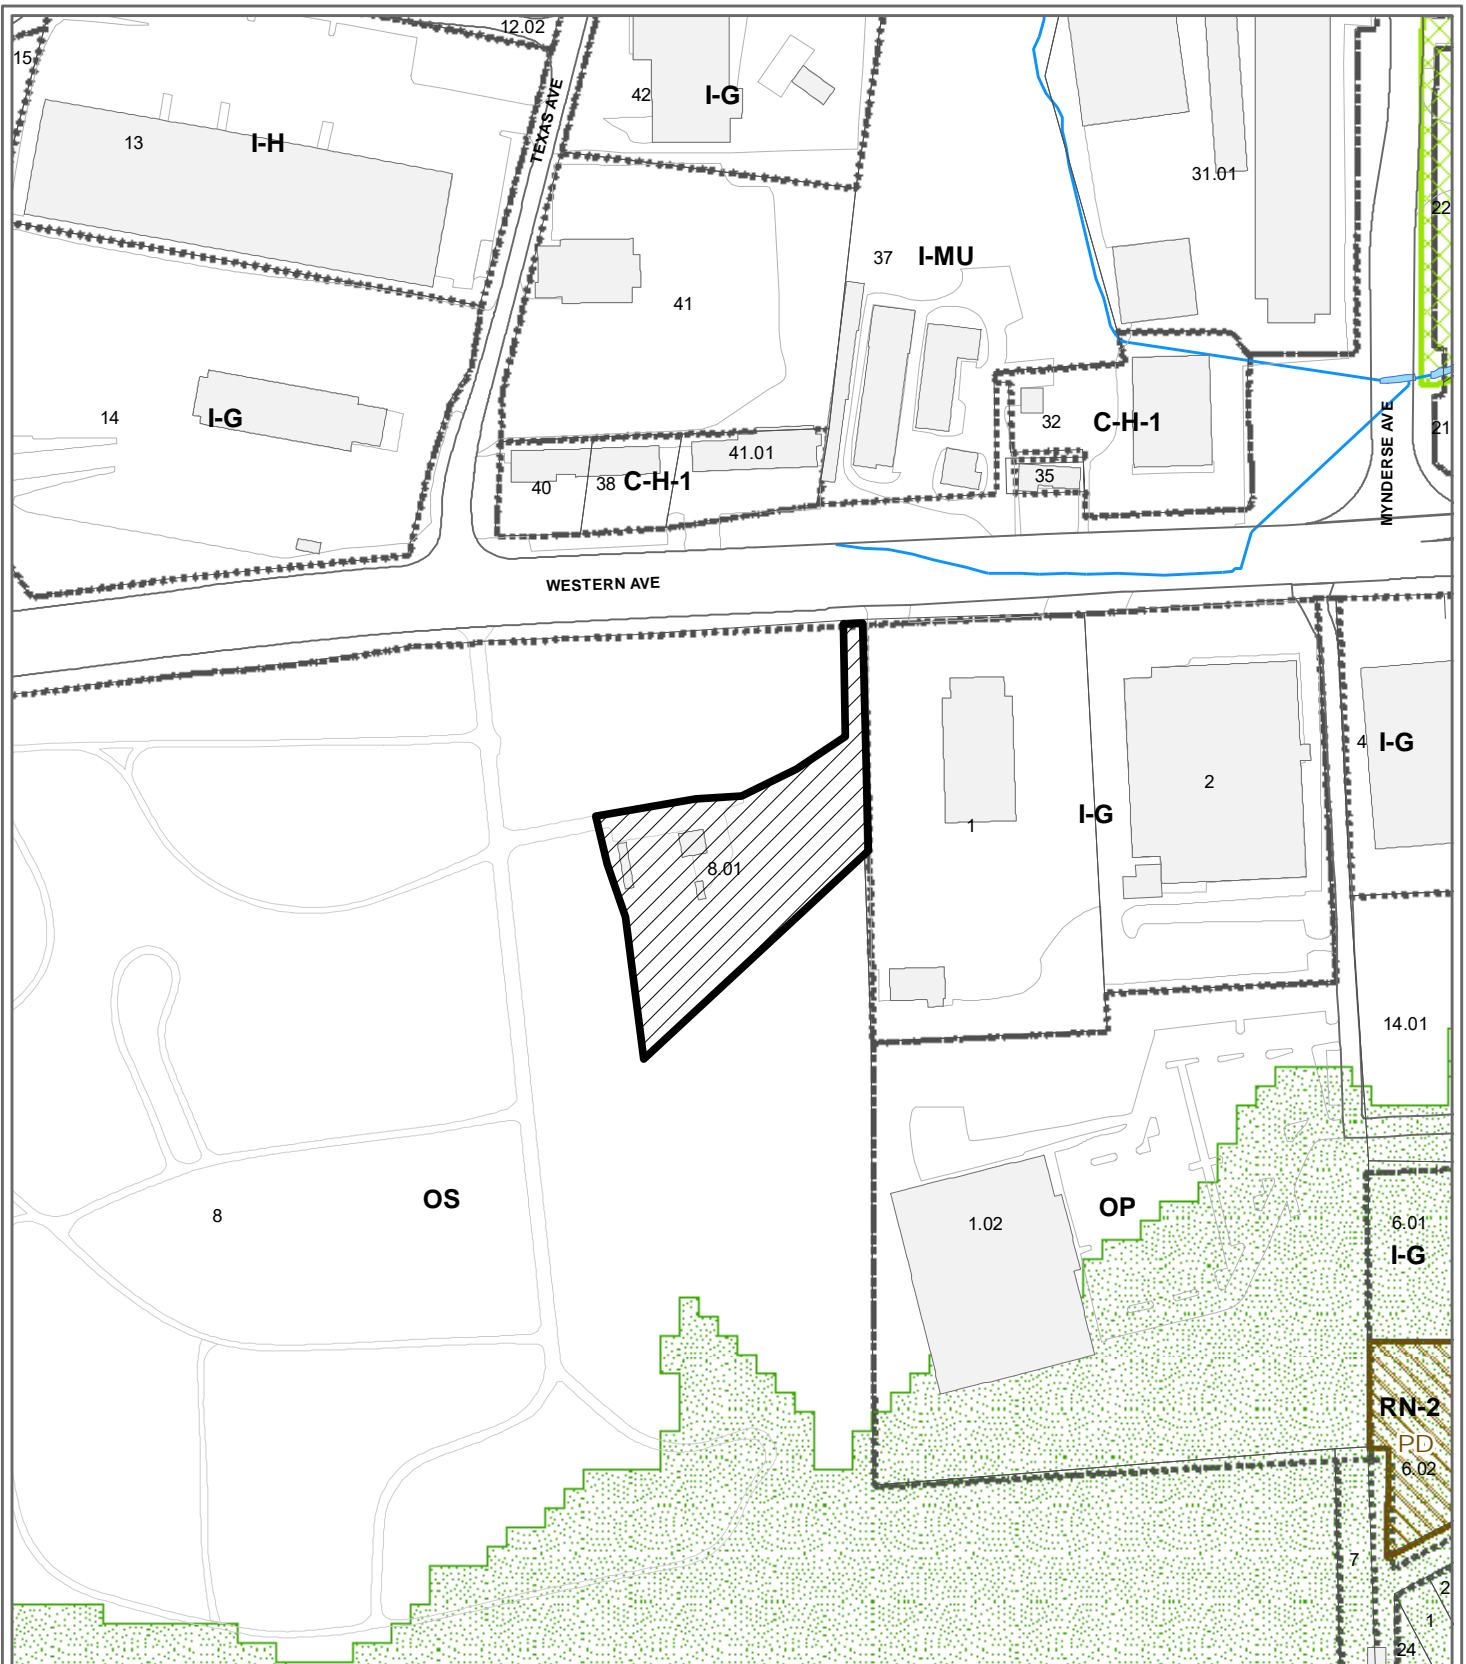 12.02
15
TEXAS AVE
42
I-G
13
I-H
31.01
22
37
I-MU
41
14
I-G
32
C-H-1
MYNDERSE AVE
21
41.01
40
38
C-H-1
35
WESTERN AVE
4
I-G
2
1
I-G
8.01
14.01
8
OS
1.02
OP
6.01
I-G
RN-2
PD
6.02
7
2
1
24